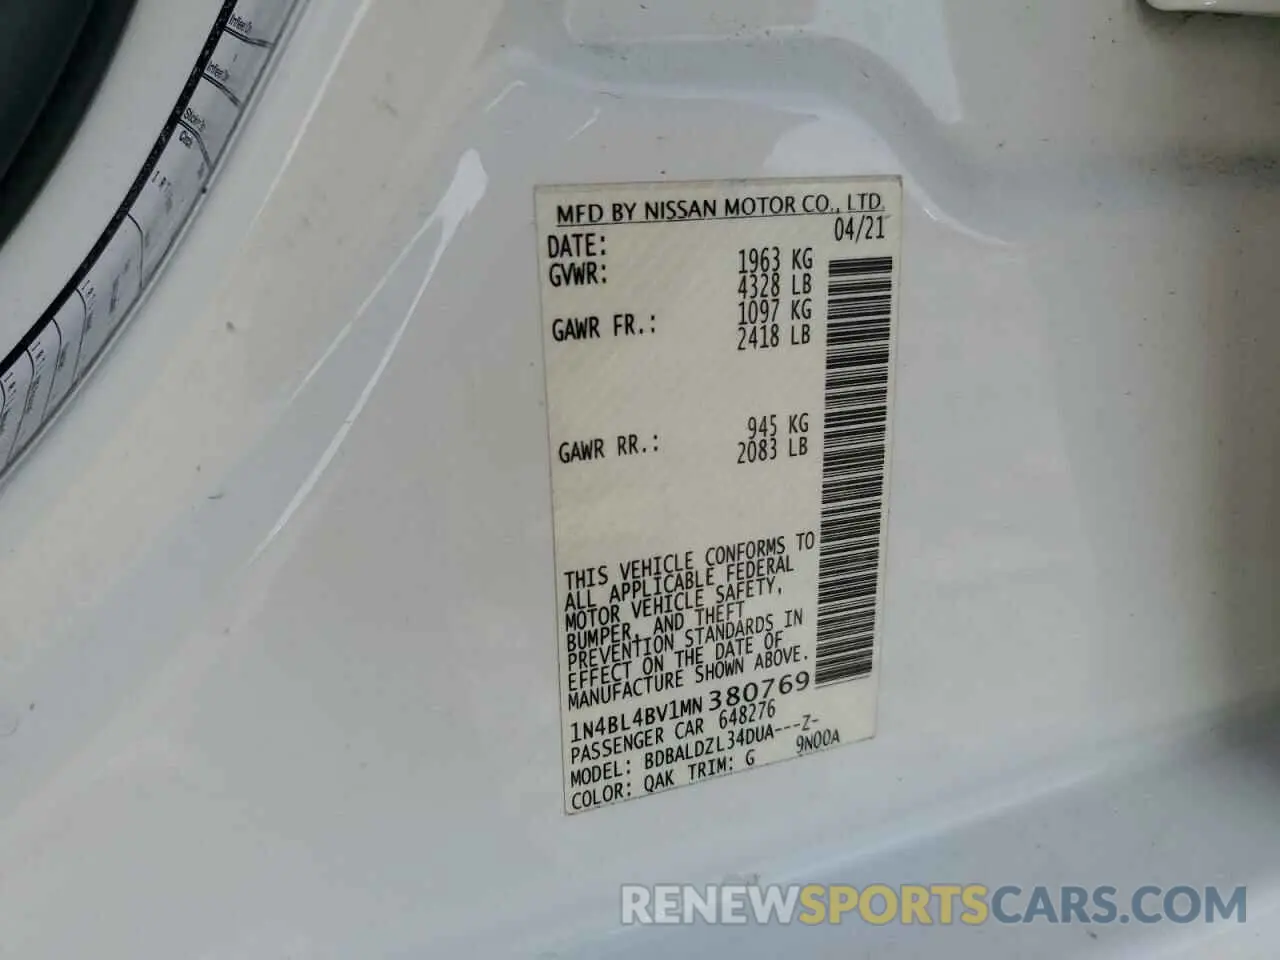 MFD BY NISSAN MOTOR CO., LTD.
DATE: 04/21
GVWR: 1963 KG
4328 LB
GAWR FR.: 1097 KG
2418 LB
GAWR RR.: 945 KG
2083 LB
THIS VEHICLE CONFORMS TO
ALL APPLICABLE FEDERAL
MOTOR VEHICLE SAFETY,
BUMPER, AND THEFT
PREVENTION STANDARDS IN
EFFECT ON THE DATE OF
MANUFACTURE SHOWN ABOVE.
1N4BL4BV1MN380769
PASSENGER CAR 648276
MODEL: BDBALDZL34DUA---Z-
COLOR: QAK TRIM: G 9N00A
RENEWSPORTSCARS.COM